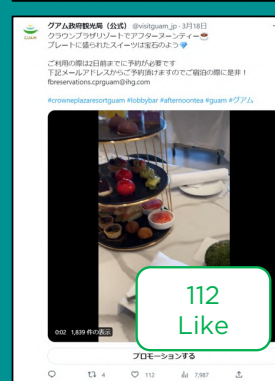 グアム政府観光局（公式） @visitguam_jp・3月18日
クラウンプラザリゾートでアフターヌーンティー☕
プレートに盛られたスイーツは宝石のよう💎
ご利用の際は2日前までに予約が必要です
下記メールアドレスからご予約頂けますのでご宿泊の際に是非！
fbreservations.cprguam@ihg.com
#crowneplazaresortguam #lobbybar #afternoontea #guam #グアム
GUAM
112
Like
0:02 1,839 件の表示
プロモーションする
4 112 7,987